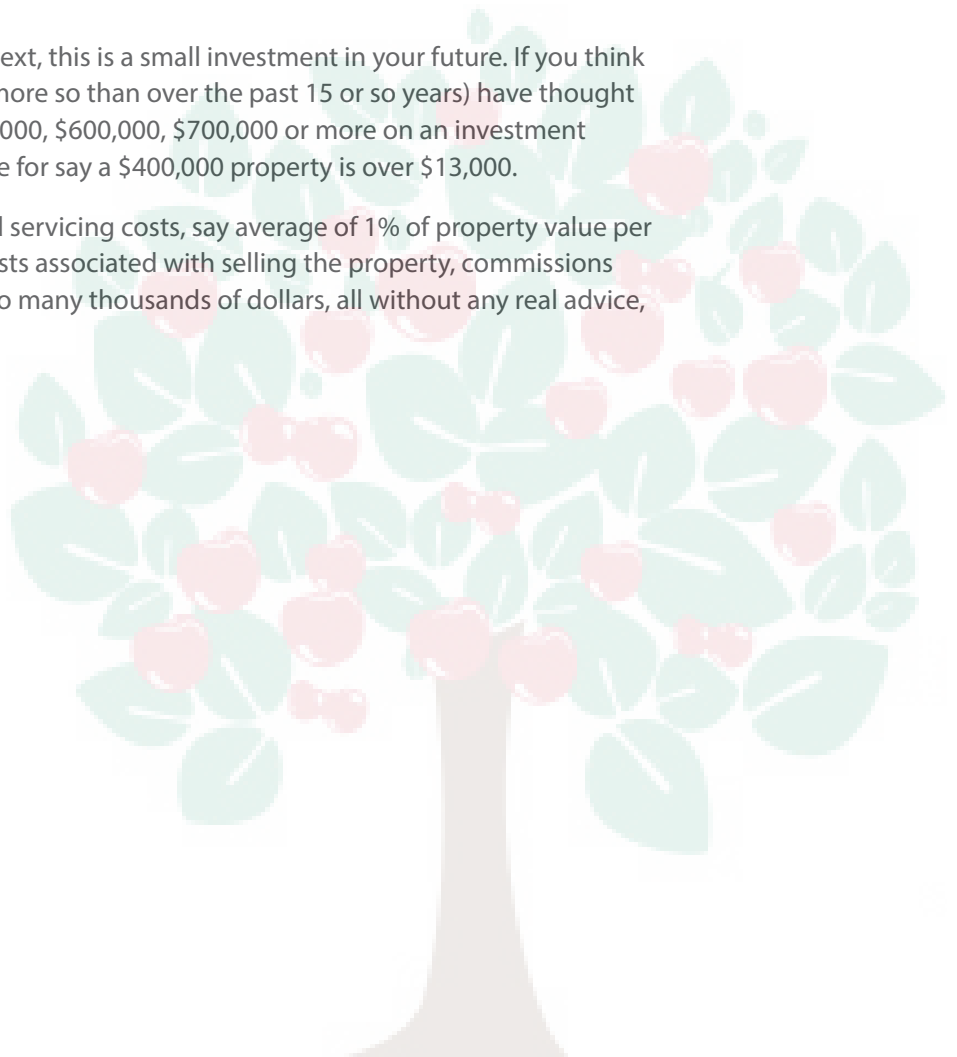 ext, this is a small investment in your future. If you think
more so than over the past 15 or so years) have thought
000, $600,000, $700,000 or more on an investment
e for say a $400,000 property is over $13,000.
servicing costs, say average of 1% of property value per
sts associated with selling the property, commissions
o many thousands of dollars, all without any real advice,